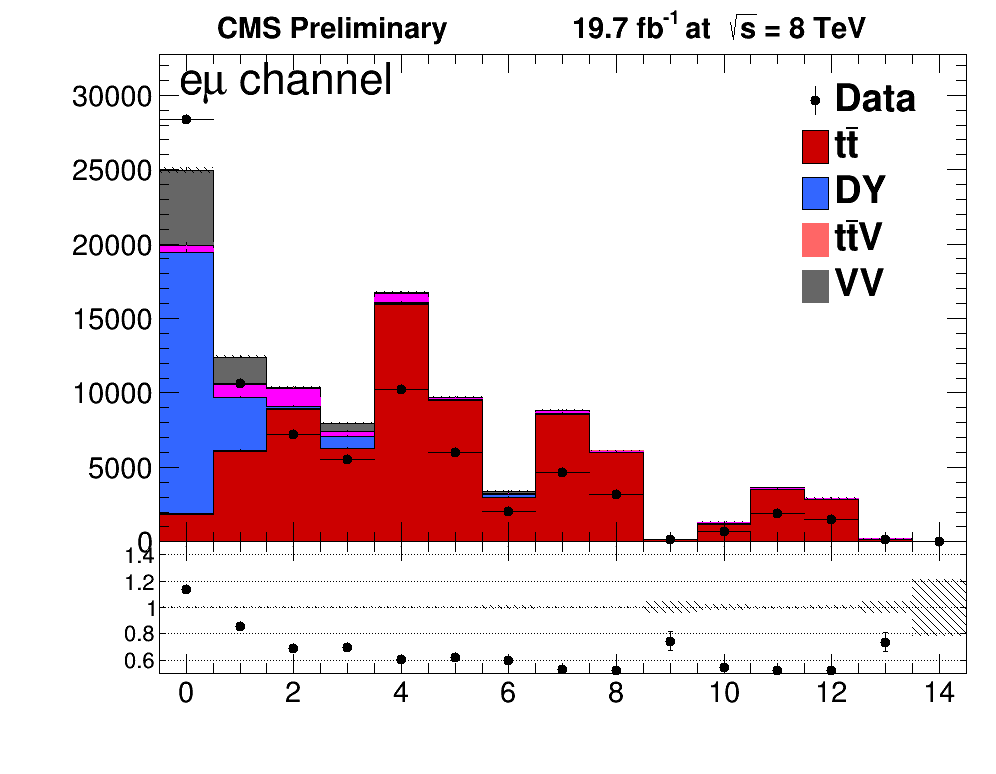 CMS Preliminary 19.7 fb⁻¹ at √s = 8 TeV
eμ channel
Data
tt̄
DY
tt̄V
VV
30000
25000
20000
15000
10000
5000
0
1.4
1.2
1
0.8
0.6
0 2 4 6 8 10 12 14